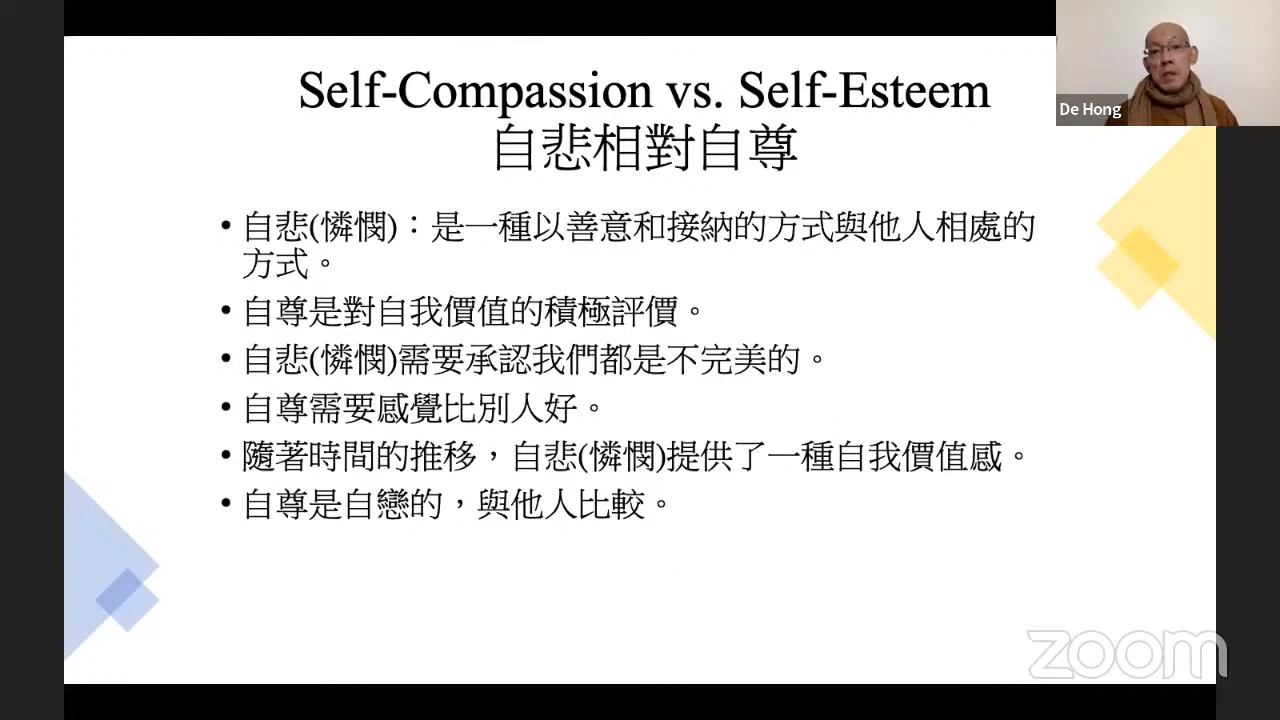 Self-Compassion vs. Self-Esteem
自悲相對自尊
De Hong
• 自悲(憐憫)：是一種以善意和接納的方式與他人相處的
方式。
• 自尊是對自我價值的積極評價。
• 自悲(憐憫)需要承認我們都是不完美的。
• 自尊需要感覺比別人好。
• 隨著時間的推移，自悲(憐憫)提供了一種自我價值感。
• 自尊是自戀的，與他人比較。
zoom